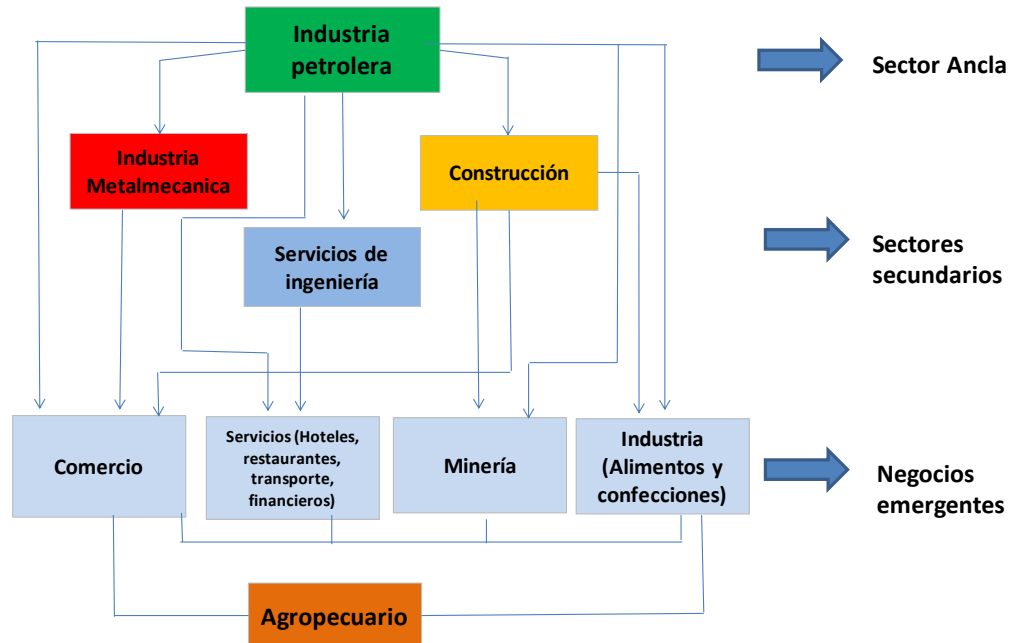 Industria
petrolera
Sector Ancla
Industria
Metalmecanica
Construcción
Servicios de
ingeniería
Sectores
secundarios
Comercio
Servicios (Hoteles,
restaurantes,
transporte,
financieros)
Minería
Industria
(Alimentos y
confecciones)
Negocios
emergentes
Agropecuario